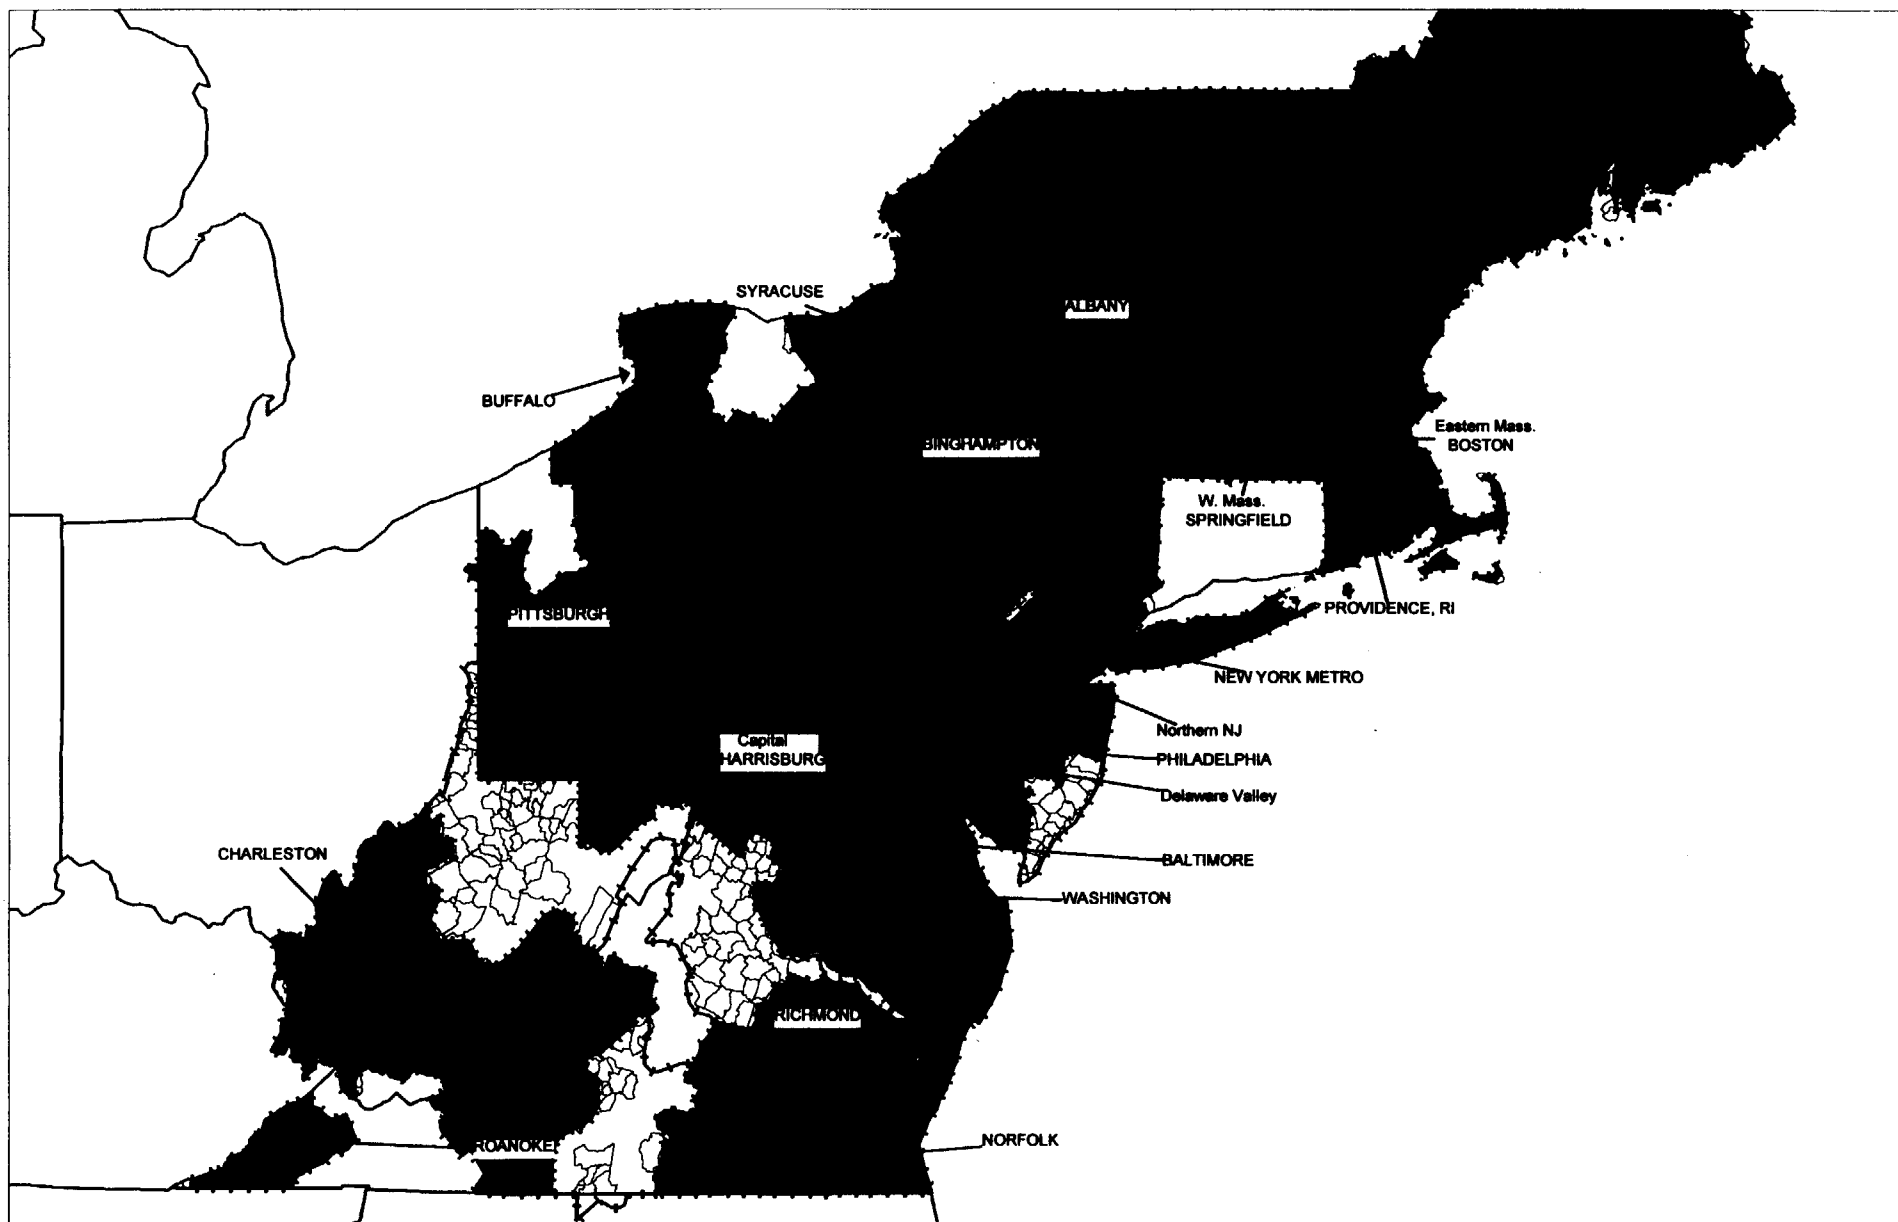 SYRACUSE
ALBANY
BUFFALO
BINGHAMPTON
Eastern Mass.
BOSTON
W. Mass.
SPRINGFIELD
PITTSBURGH
PROVIDENCE, RI
NEW YORK METRO
Northern NJ
Capital
HARRISBURG
PHILADELPHIA
Delaware Valley
CHARLESTON
BALTIMORE
WASHINGTON
RICHMOND
NORFOLK
ROANOKE